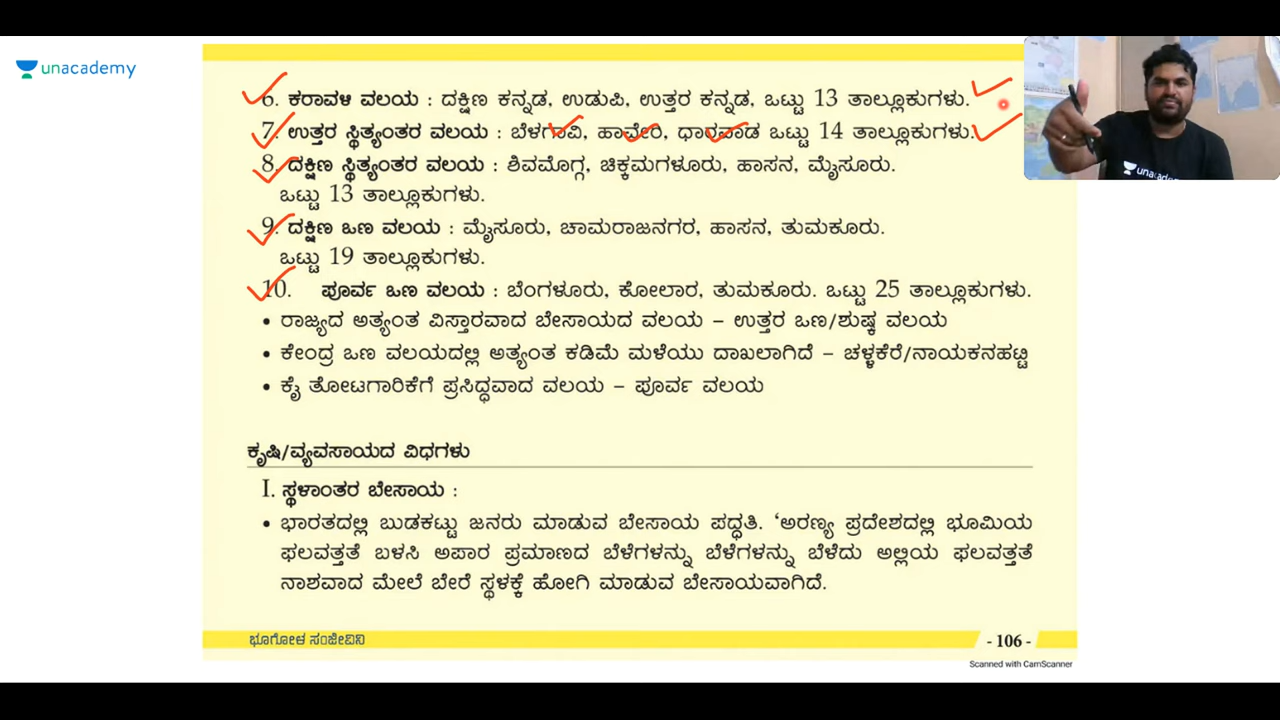 unacademy
6. ಕರಾವಳಿ ವಲಯ : ದಕ್ಷಿಣ ಕನ್ನಡ, ಉಡುಪಿ, ಉತ್ತರ ಕನ್ನಡ, ಒಟ್ಟು 13 ತಾಲ್ಲೂಕುಗಳು.
7. ಉತ್ತರ ಸ್ಥಿತ್ಯಂತರ ವಲಯ : ಬೆಳಗಾವಿ, ಹಾವೇರಿ, ಧಾರವಾಡ ಒಟ್ಟು 14 ತಾಲ್ಲೂಕುಗಳು.
8. ದಕ್ಷಿಣ ಸ್ಥಿತ್ಯಂತರ ವಲಯ : ಶಿವಮೊಗ್ಗ, ಚಿಕ್ಕಮಗಳೂರು, ಹಾಸನ, ಮೈಸೂರು.
ಒಟ್ಟು 13 ತಾಲ್ಲೂಕುಗಳು.
9. ದಕ್ಷಿಣ ಒಣ ವಲಯ : ಮೈಸೂರು, ಚಾಮರಾಜನಗರ, ಹಾಸನ, ತುಮಕೂರು.
ಒಟ್ಟು 19 ತಾಲ್ಲೂಕುಗಳು.
10. ಪೂರ್ವ ಒಣ ವಲಯ : ಬೆಂಗಳೂರು, ಕೋಲಾರ, ತುಮಕೂರು. ಒಟ್ಟು 25 ತಾಲ್ಲೂಕುಗಳು.
• ರಾಜ್ಯದ ಅತ್ಯಂತ ವಿಸ್ತಾರವಾದ ಬೇಸಾಯದ ವಲಯ – ಉತ್ತರ ಒಣ/ಶುಷ್ಕ ವಲಯ
• ಕೇಂದ್ರ ಒಣ ವಲಯದಲ್ಲಿ ಅತ್ಯಂತ ಕಡಿಮೆ ಮಳೆಯು ದಾಖಲಾಗಿದೆ – ಚಳ್ಳಕೆರೆ/ನಾಯಕನಹಟ್ಟಿ
• ಕೈ ತೋಟಗಾರಿಕೆಗೆ ಪ್ರಸಿದ್ಧವಾದ ವಲಯ – ಪೂರ್ವ ವಲಯ
ಕೃಷಿ/ವ್ಯವಸಾಯದ ವಿಧಗಳು
I. ಸ್ಥಳಾಂತರ ಬೇಸಾಯ :
• ಭಾರತದಲ್ಲಿ ಬುಡಕಟ್ಟು ಜನರು ಮಾಡುವ ಬೇಸಾಯ ಪದ್ಧತಿ. ‘ಅರಣ್ಯ ಪ್ರದೇಶದಲ್ಲಿ ಭೂಮಿಯ
ಫಲವತ್ತತೆ ಬಳಸಿ ಅಪಾರ ಪ್ರಮಾಣದ ಬೆಳೆಗಳನ್ನು ಬೆಳೆಗಳನ್ನು ಬೆಳೆದು ಅಲ್ಲಿಯ ಫಲವತ್ತತೆ
ನಾಶವಾದ ಮೇಲೆ ಬೇರೆ ಸ್ಥಳಕ್ಕೆ ಹೋಗಿ ಮಾಡುವ ಬೇಸಾಯವಾಗಿದೆ.
ಭೂಗೋಳ ಸಂಜೀವಿನಿ
- 106 -
Scanned with CamScanner
unacademy